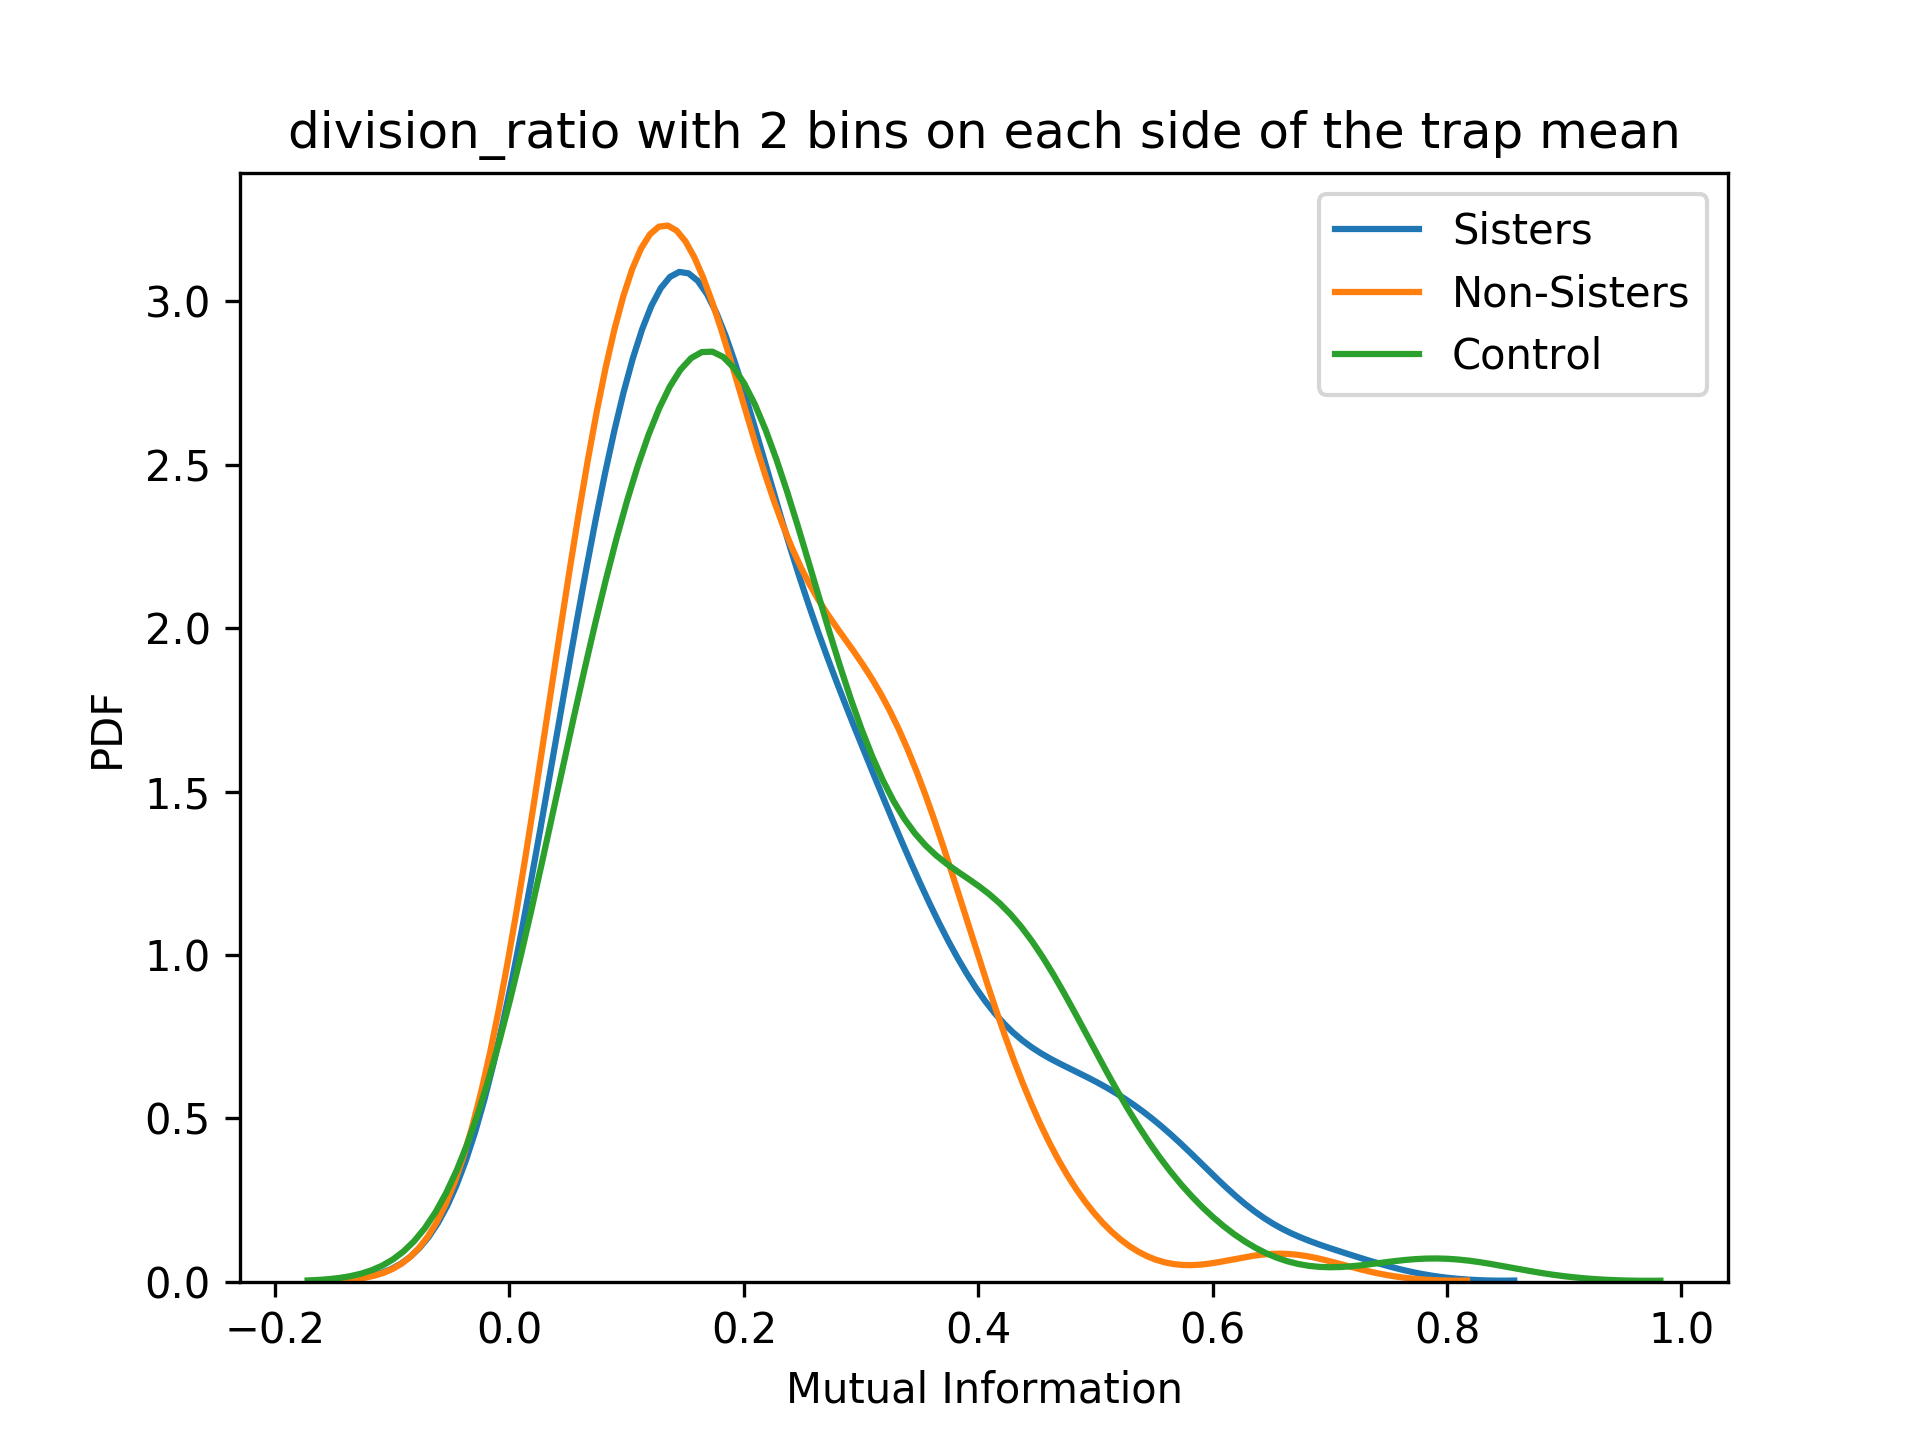 division_ratio with 2 bins on each side of the trap mean
Sisters
Non-Sisters
Control
PDF
3.0
2.5
2.0
1.5
1.0
0.5
0.0
−0.2 0.0 0.2 0.4 0.6 0.8 1.0
Mutual Information